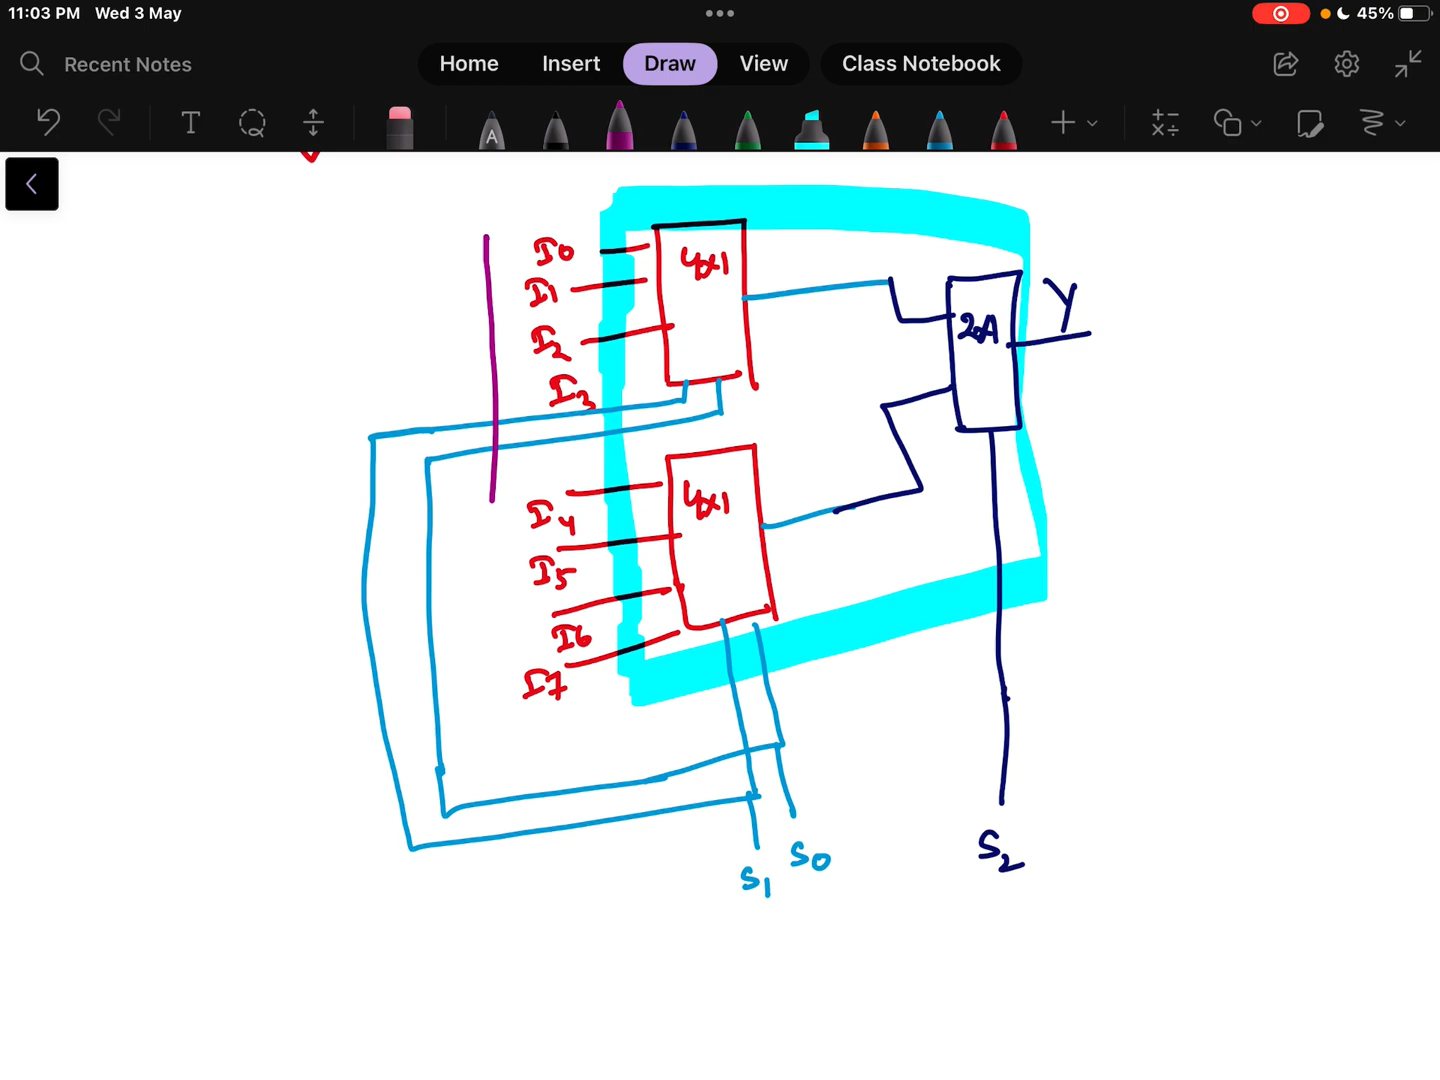 11:03 PM Wed 3 May
45%
Recent Notes
Home Insert Draw View Class Notebook
T
A
I0
I1
I2
I3
4x1
2x1
Y
I4
I5
I6
I7
4x1
S1
S0
S2